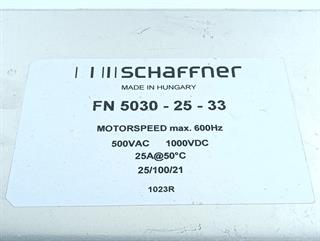 SCHAFFNER
MADE IN HUNGARY
FN 5030 - 25 - 33
MOTORSPEED max. 600Hz
500VAC 1000VDC
25A@50°C
25/100/21
1023R